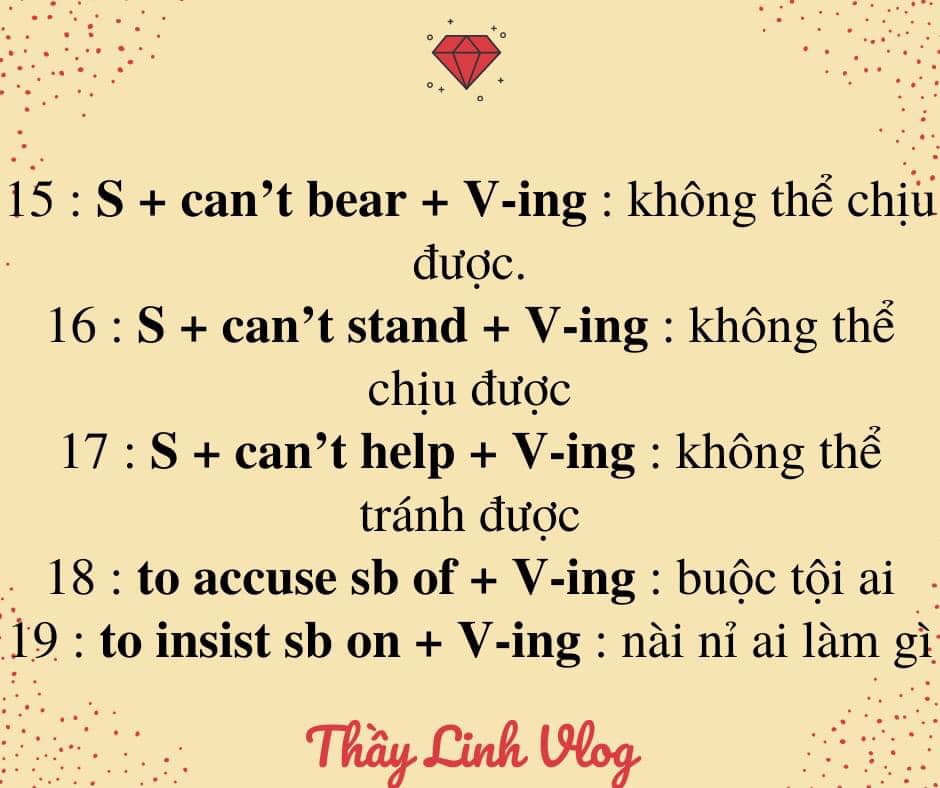 15 : S + can’t bear + V-ing : không thể chịu
được.
16 : S + can’t stand + V-ing : không thể
chịu được
17 : S + can’t help + V-ing : không thể
tránh được
18 : to accuse sb of + V-ing : buộc tội ai
19 : to insist sb on + V-ing : nài nỉ ai làm gì
Thầy Linh Vlog